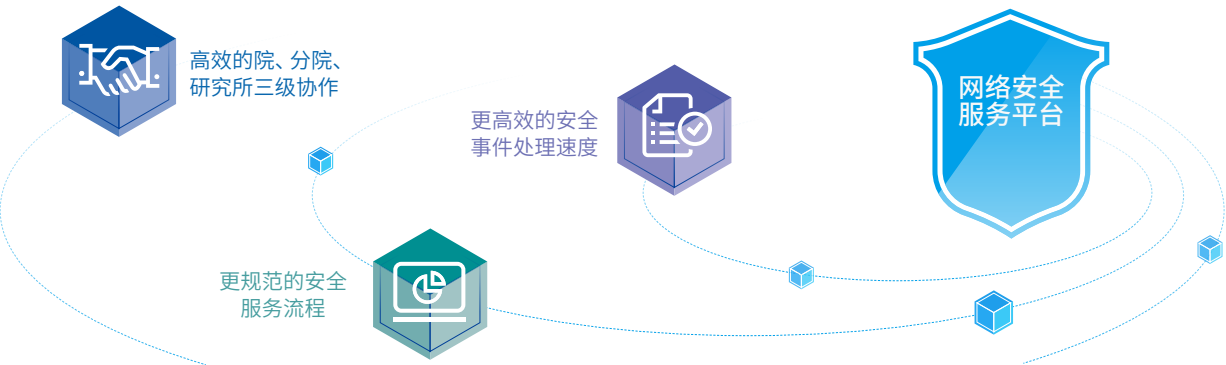 高效的院、分院、
研究所三级协作
更高效的安全
事件处理速度
网络安全
服务平台
更规范的安全
服务流程